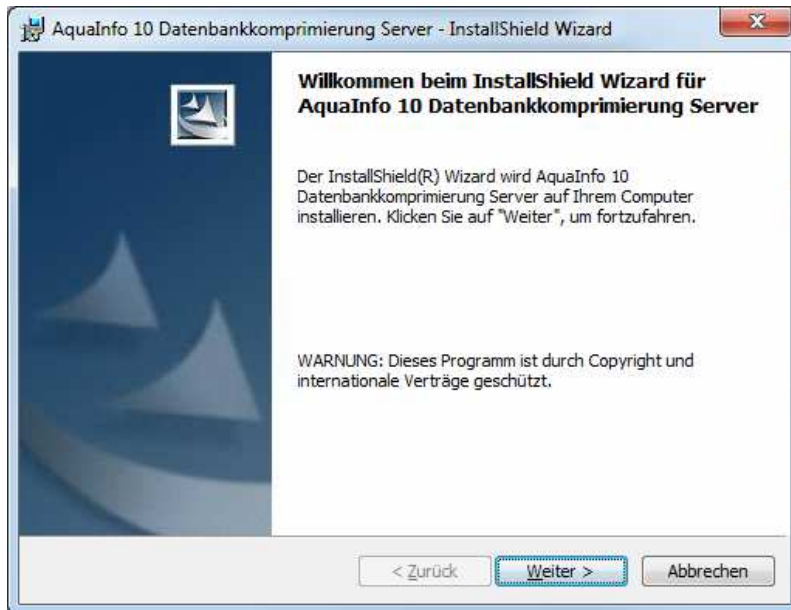 AquaInfo 10 Datenbankkomprimierung Server - InstallShield Wizard
Willkommen beim InstallShield Wizard für
AquaInfo 10 Datenbankkomprimierung Server
Der InstallShield(R) Wizard wird AquaInfo 10
Datenbankkomprimierung Server auf Ihrem Computer
installieren. Klicken Sie auf "Weiter", um fortzufahren.
WARNUNG: Dieses Programm ist durch Copyright und
internationale Verträge geschützt.
< Zurück
Weiter >
Abbrechen